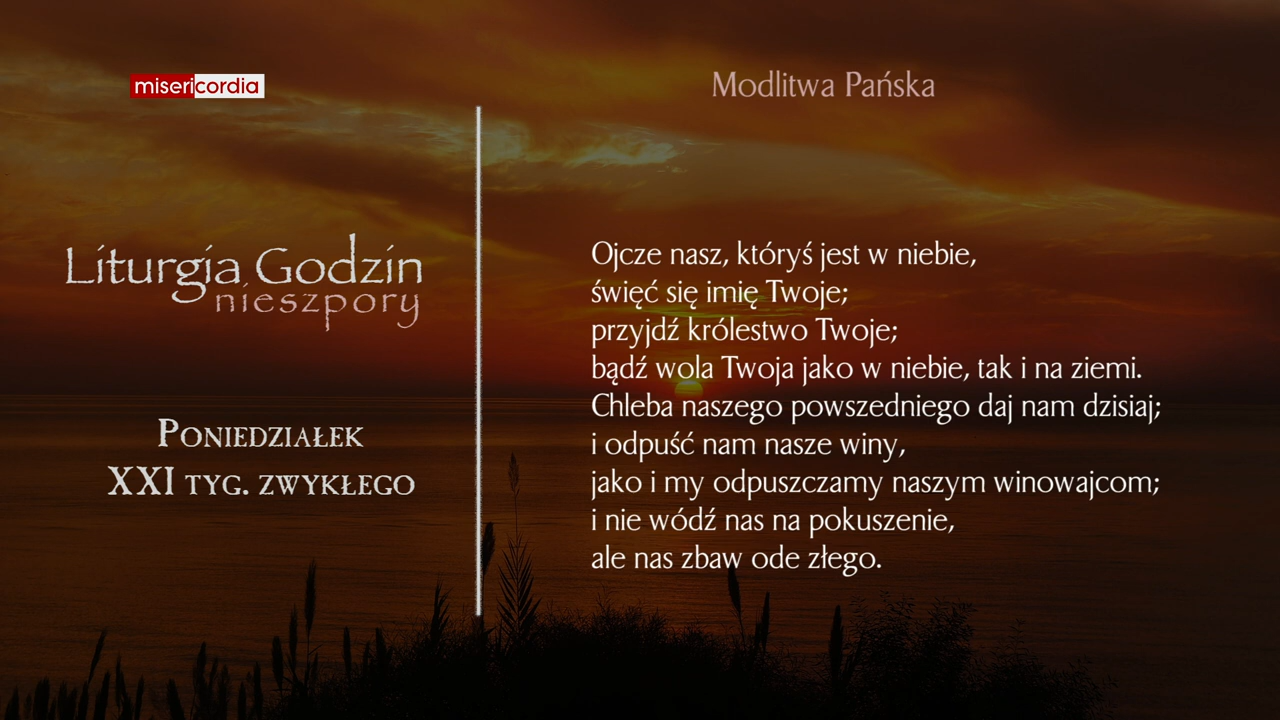 misericordia
Liturgia Godzin
nieszpory
Poniedziałek
XXI tyg. zwykłego
Modlitwa Pańska
Ojcze nasz, któryś jest w niebie,
święć się imię Twoje;
przyjdź królestwo Twoje;
bądź wola Twoja jako w niebie, tak i na ziemi.
Chleba naszego powszedniego daj nam dzisiaj;
i odpuść nam nasze winy,
jako i my odpuszczamy naszym winowajcom;
i nie wódź nas na pokuszenie,
ale nas zbaw ode złego.